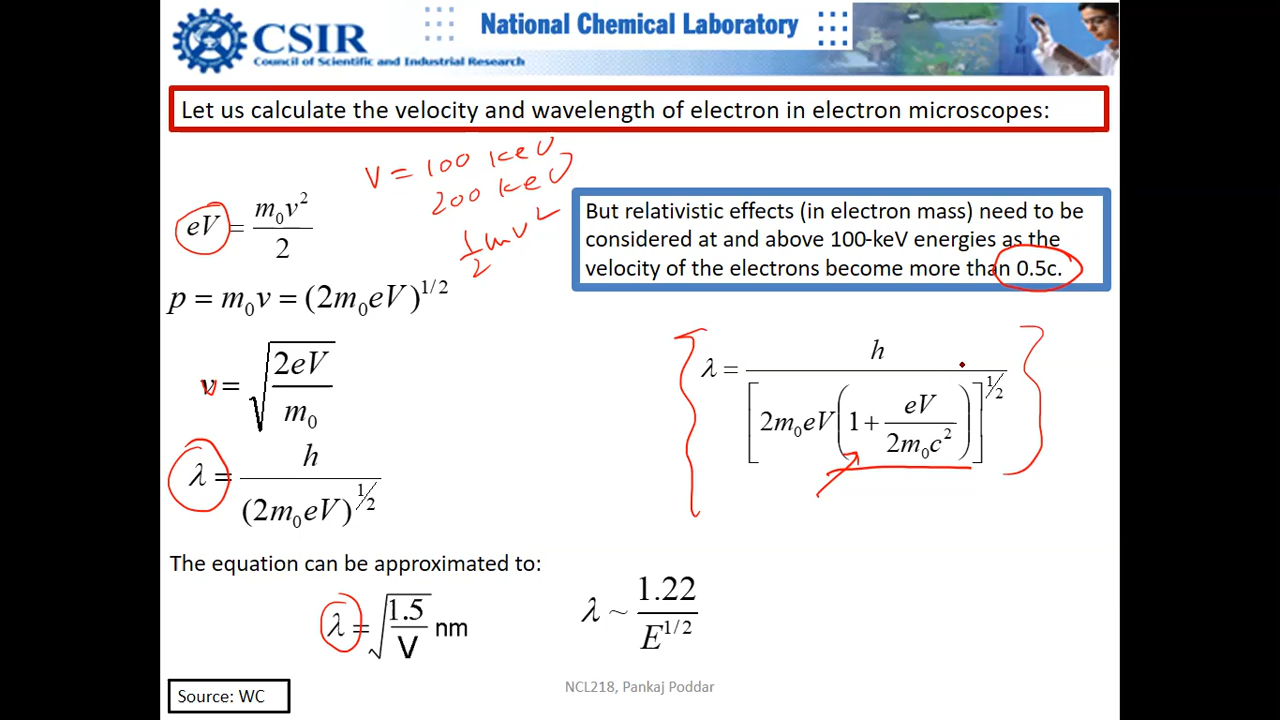 CSIR
Council of Scientific and Industrial Research
National Chemical Laboratory
Let us calculate the velocity and wavelength of electron in electron microscopes:
V = 100 keV
200 keV
½mv²
eV = m₀v²/2
p = m₀v = (2m₀eV)^1/2
v = √(2eV/m₀)
λ = h/(2m₀eV)^½
But relativistic effects (in electron mass) need to be
considered at and above 100-keV energies as the
velocity of the electrons become more than 0.5c.
λ = h/[2m₀eV(1 + eV/2m₀c²)]^½
The equation can be approximated to:
λ = √(1.5/V) nm
λ ~ 1.22/E^1/2
Source: WC
NCL218, Pankaj Poddar